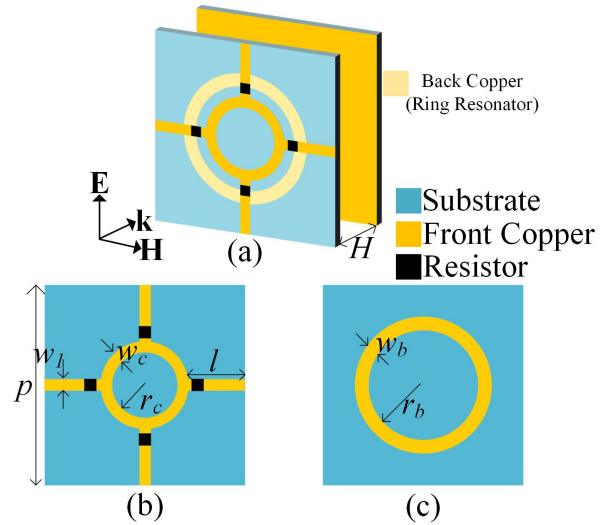 Back Copper
(Ring Resonator)
E
k
H
(a)
H
Substrate
Front Copper
Resistor
w_c
l
w_l
p
r_c
(b)
w_b
r_b
(c)